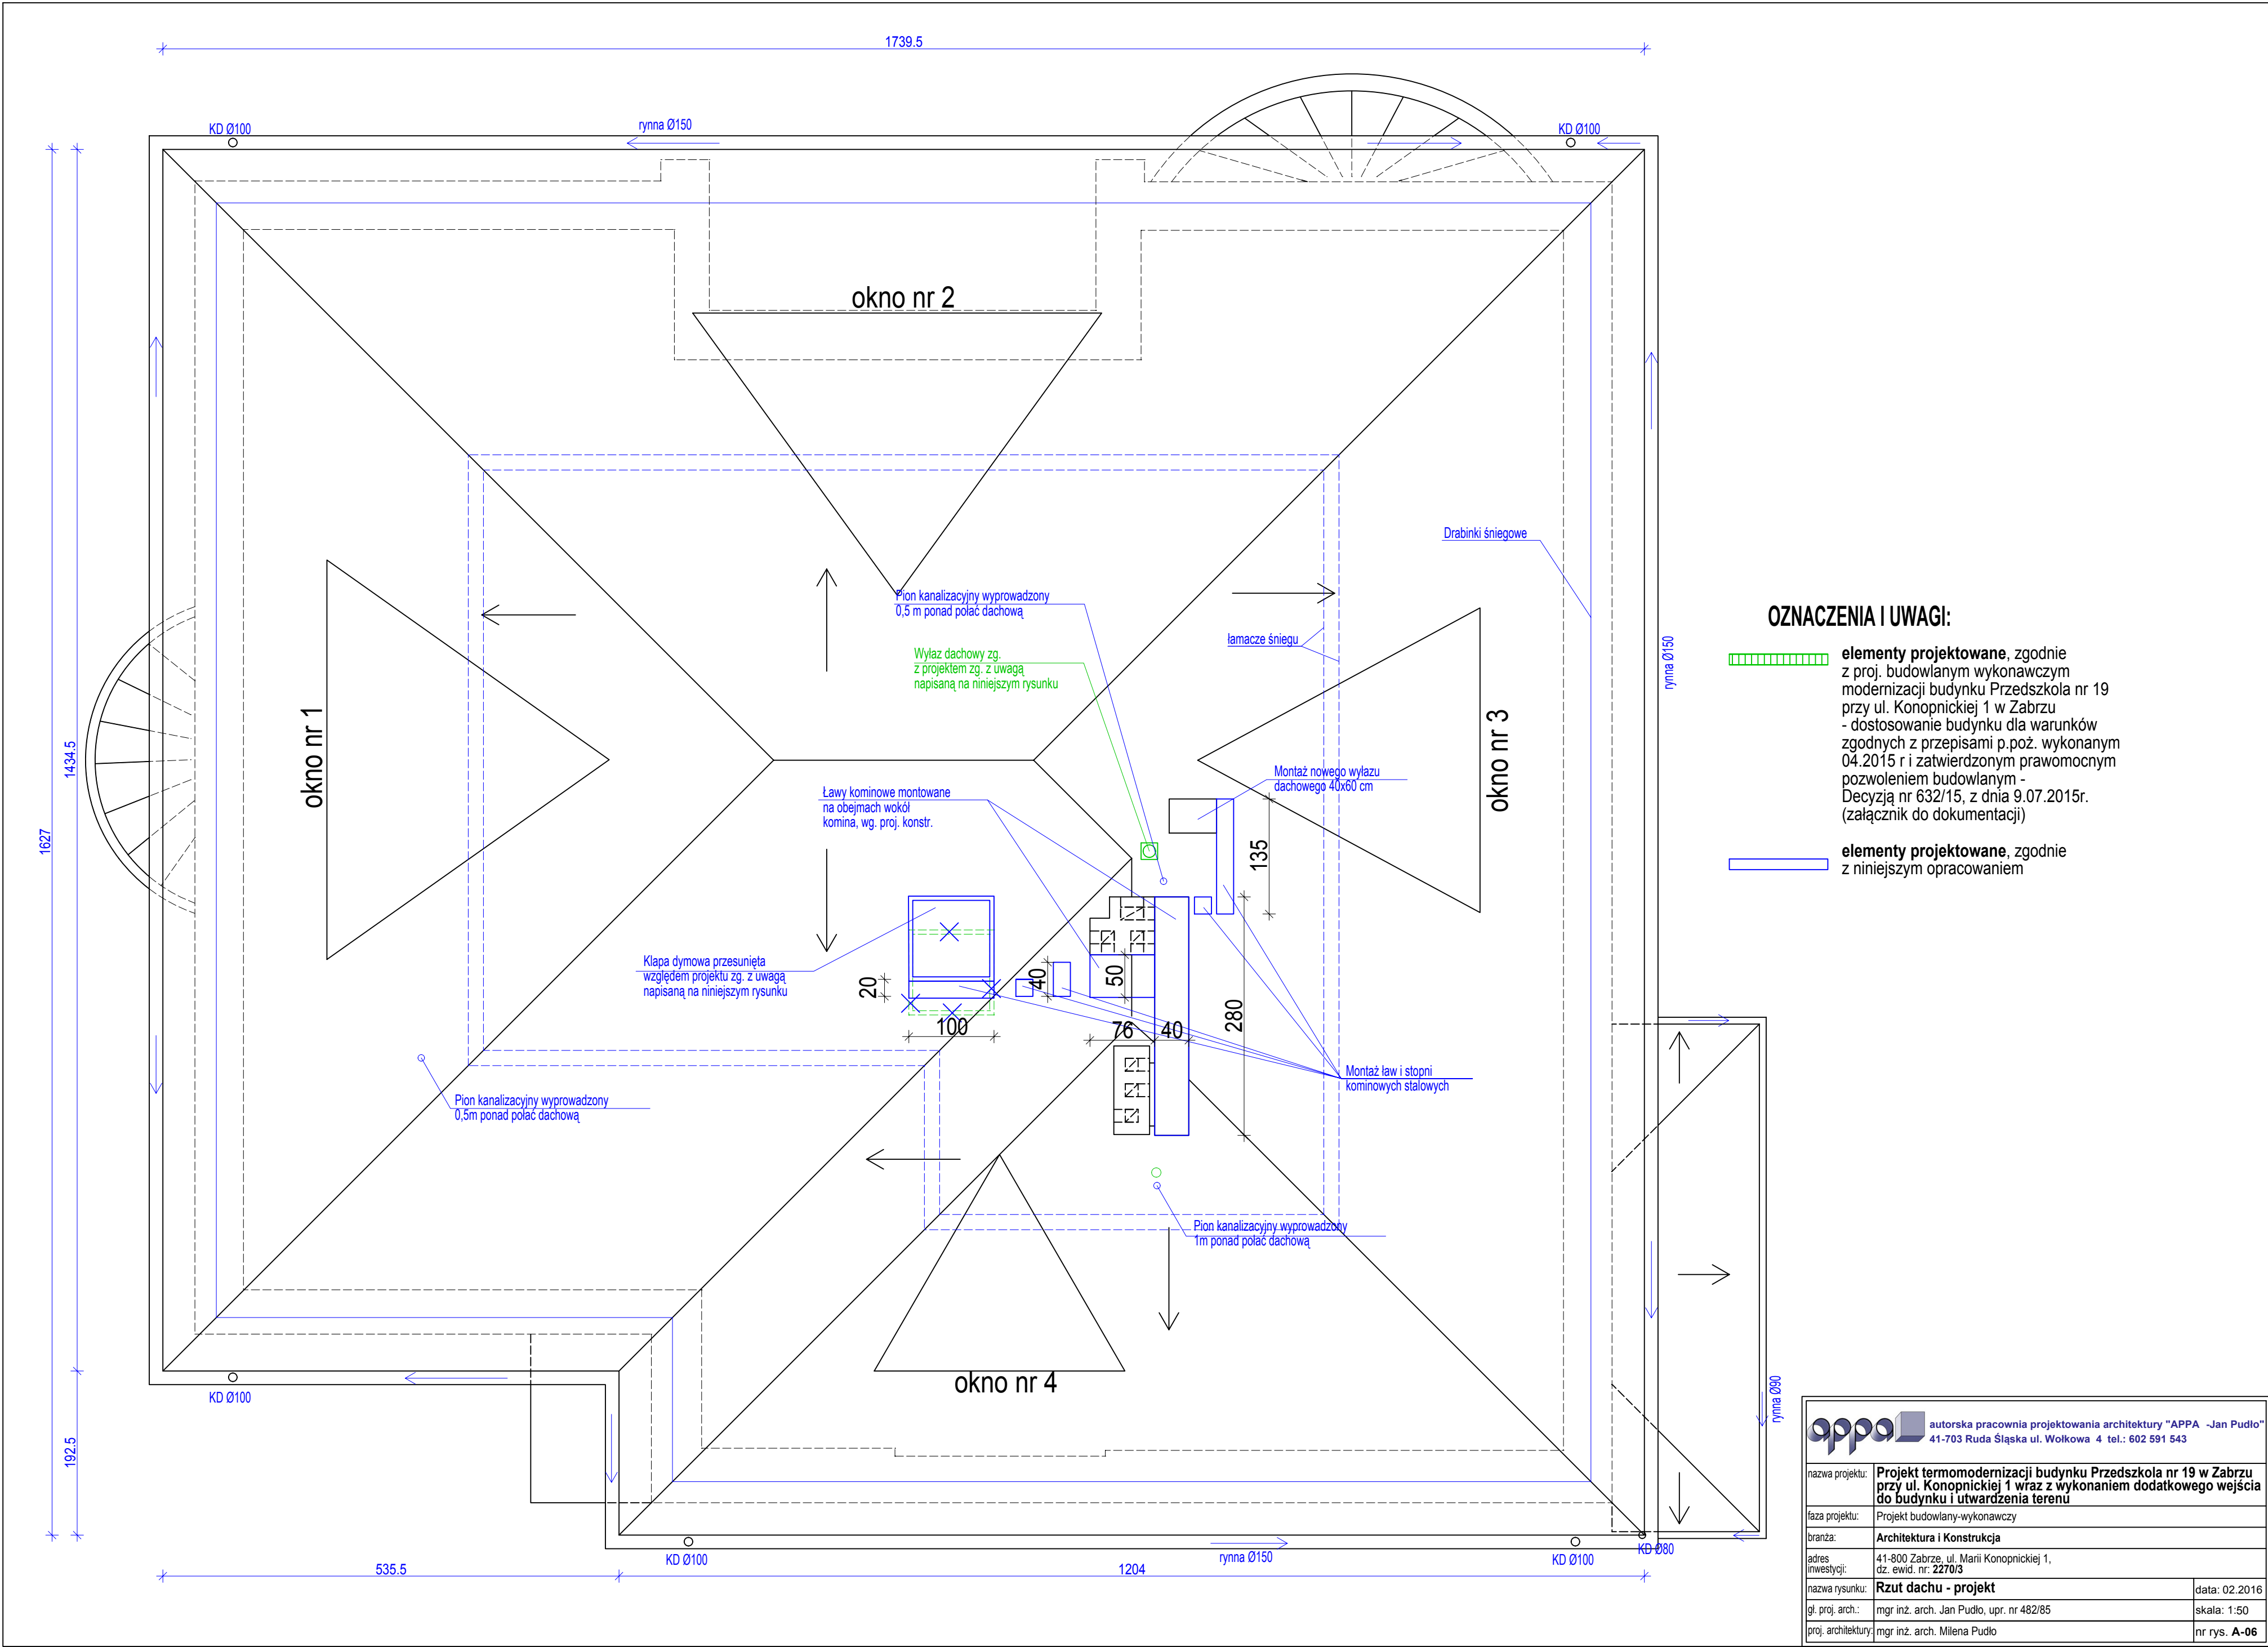 1739.5
KD Ø100
rynna Ø150
KD Ø100
okno nr 2
Drabinki śniegowe
Pion kanalizacyjny wyprowadzony
0,5 m ponad połać dachową
łamacze śniegu
Wyłaz dachowy zg.
z projektem zg. z uwagą
napisaną na niniejszym rysunku
rynna Ø150
okno nr 1
okno nr 3
1434.5
1627
Montaż nowego wyłazu
dachowego 40x60 cm
Ławy kominowe montowane
na obejmach wokół
komina, wg. proj. konstr.
135
Klapa dymowa przesunięta
względem projektu zg. z uwagą
napisaną na niniejszym rysunku
20
40
50
280
100
76
40
Montaż ław i stopni
kominowych stalowych
Pion kanalizacyjny wyprowadzony
0,5m ponad połać dachową
Pion kanalizacyjny wyprowadzony
1m ponad połać dachową
okno nr 4
KD Ø100
192.5
rynna Ø90
KD Ø100
rynna Ø150
KD Ø100
KD Ø80
535.5
1204
OZNACZENIA I UWAGI:
elementy projektowane, zgodnie
z proj. budowlanym wykonawczym
modernizacji budynku Przedszkola nr 19
przy ul. Konopnickiej 1 w Zabrzu
- dostosowanie budynku dla warunków
zgodnych z przepisami p.poż. wykonanym
04.2015 r i zatwierdzonym prawomocnym
pozwoleniem budowlanym -
Decyzją nr 632/15, z dnia 9.07.2015r.
(załącznik do dokumentacji)
elementy projektowane, zgodnie
z niniejszym opracowaniem
appa
autorska pracownia projektowania architektury "APPA -Jan Pudło"
41-703 Ruda Śląska ul. Wołkowa 4 tel.: 602 591 543
nazwa projektu: Projekt termomodernizacji budynku Przedszkola nr 19 w Zabrzu
przy ul. Konopnickiej 1 wraz z wykonaniem dodatkowego wejścia
do budynku i utwardzenia terenu
faza projektu: Projekt budowlany-wykonawczy
branża: Architektura i Konstrukcja
adres inwestycji: 41-800 Zabrze, ul. Marii Konopnickiej 1,
dz. ewid. nr: 2270/3
nazwa rysunku: Rzut dachu - projekt data: 02.2016
gł. proj. arch.: mgr inż. arch. Jan Pudło, upr. nr 482/85 skala: 1:50
proj. architektury: mgr inż. arch. Milena Pudło nr rys. A-06